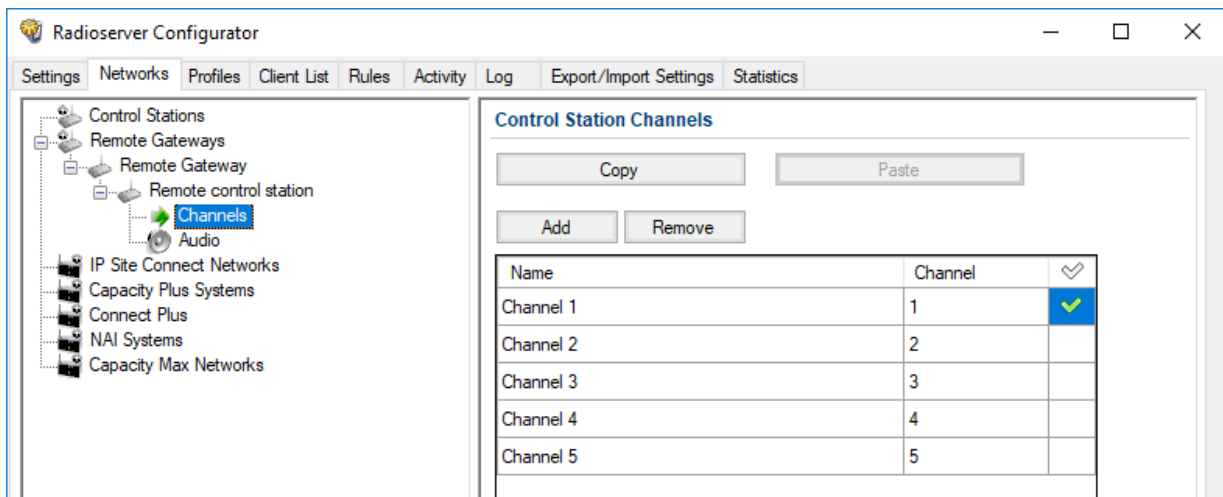 Radioserver Configurator
Settings Networks Profiles Client List Rules Activity Log Export/Import Settings Statistics
Control Stations
Remote Gateways
Remote Gateway
Remote control station
Channels
Audio
IP Site Connect Networks
Capacity Plus Systems
Connect Plus
NAI Systems
Capacity Max Networks
Control Station Channels
Copy Paste
Add Remove
Name Channel
Channel 1 1
Channel 2 2
Channel 3 3
Channel 4 4
Channel 5 5